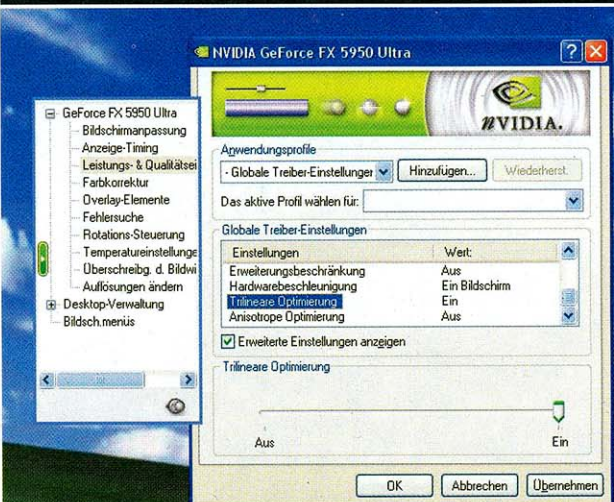 NVIDIA GeForce FX 5950 Ultra
NVIDIA.
GeForce FX 5950 Ultra
Bildschirmanpassung
Anzeige-Timing
Leistungs- & Qualitätsei
Farbkorrektur
Overlay-Elemente
Fehlersuche
Rotations-Steuerung
Temperatureinstellunge
Überschreibg. d. Bildwi
Auflösungen ändern
Desktop-Verwaltung
Bildsch.menüs
Anwendungsprofile
- Globale Treiber-Einstellunger
Hinzufügen...
Wiederherst.
Das aktive Profil wählen für:
Globale Treiber-Einstellungen
Einstellungen Wert:
Erweiterungsbeschränkung Aus
Hardwarebeschleunigung Ein Bildschirm
Trilineare Optimierung Ein
Anisotrope Optimierung Aus
Erweiterte Einstellungen anzeigen
Trilineare Optimierung
Aus Ein
OK Abbrechen Übernehmen